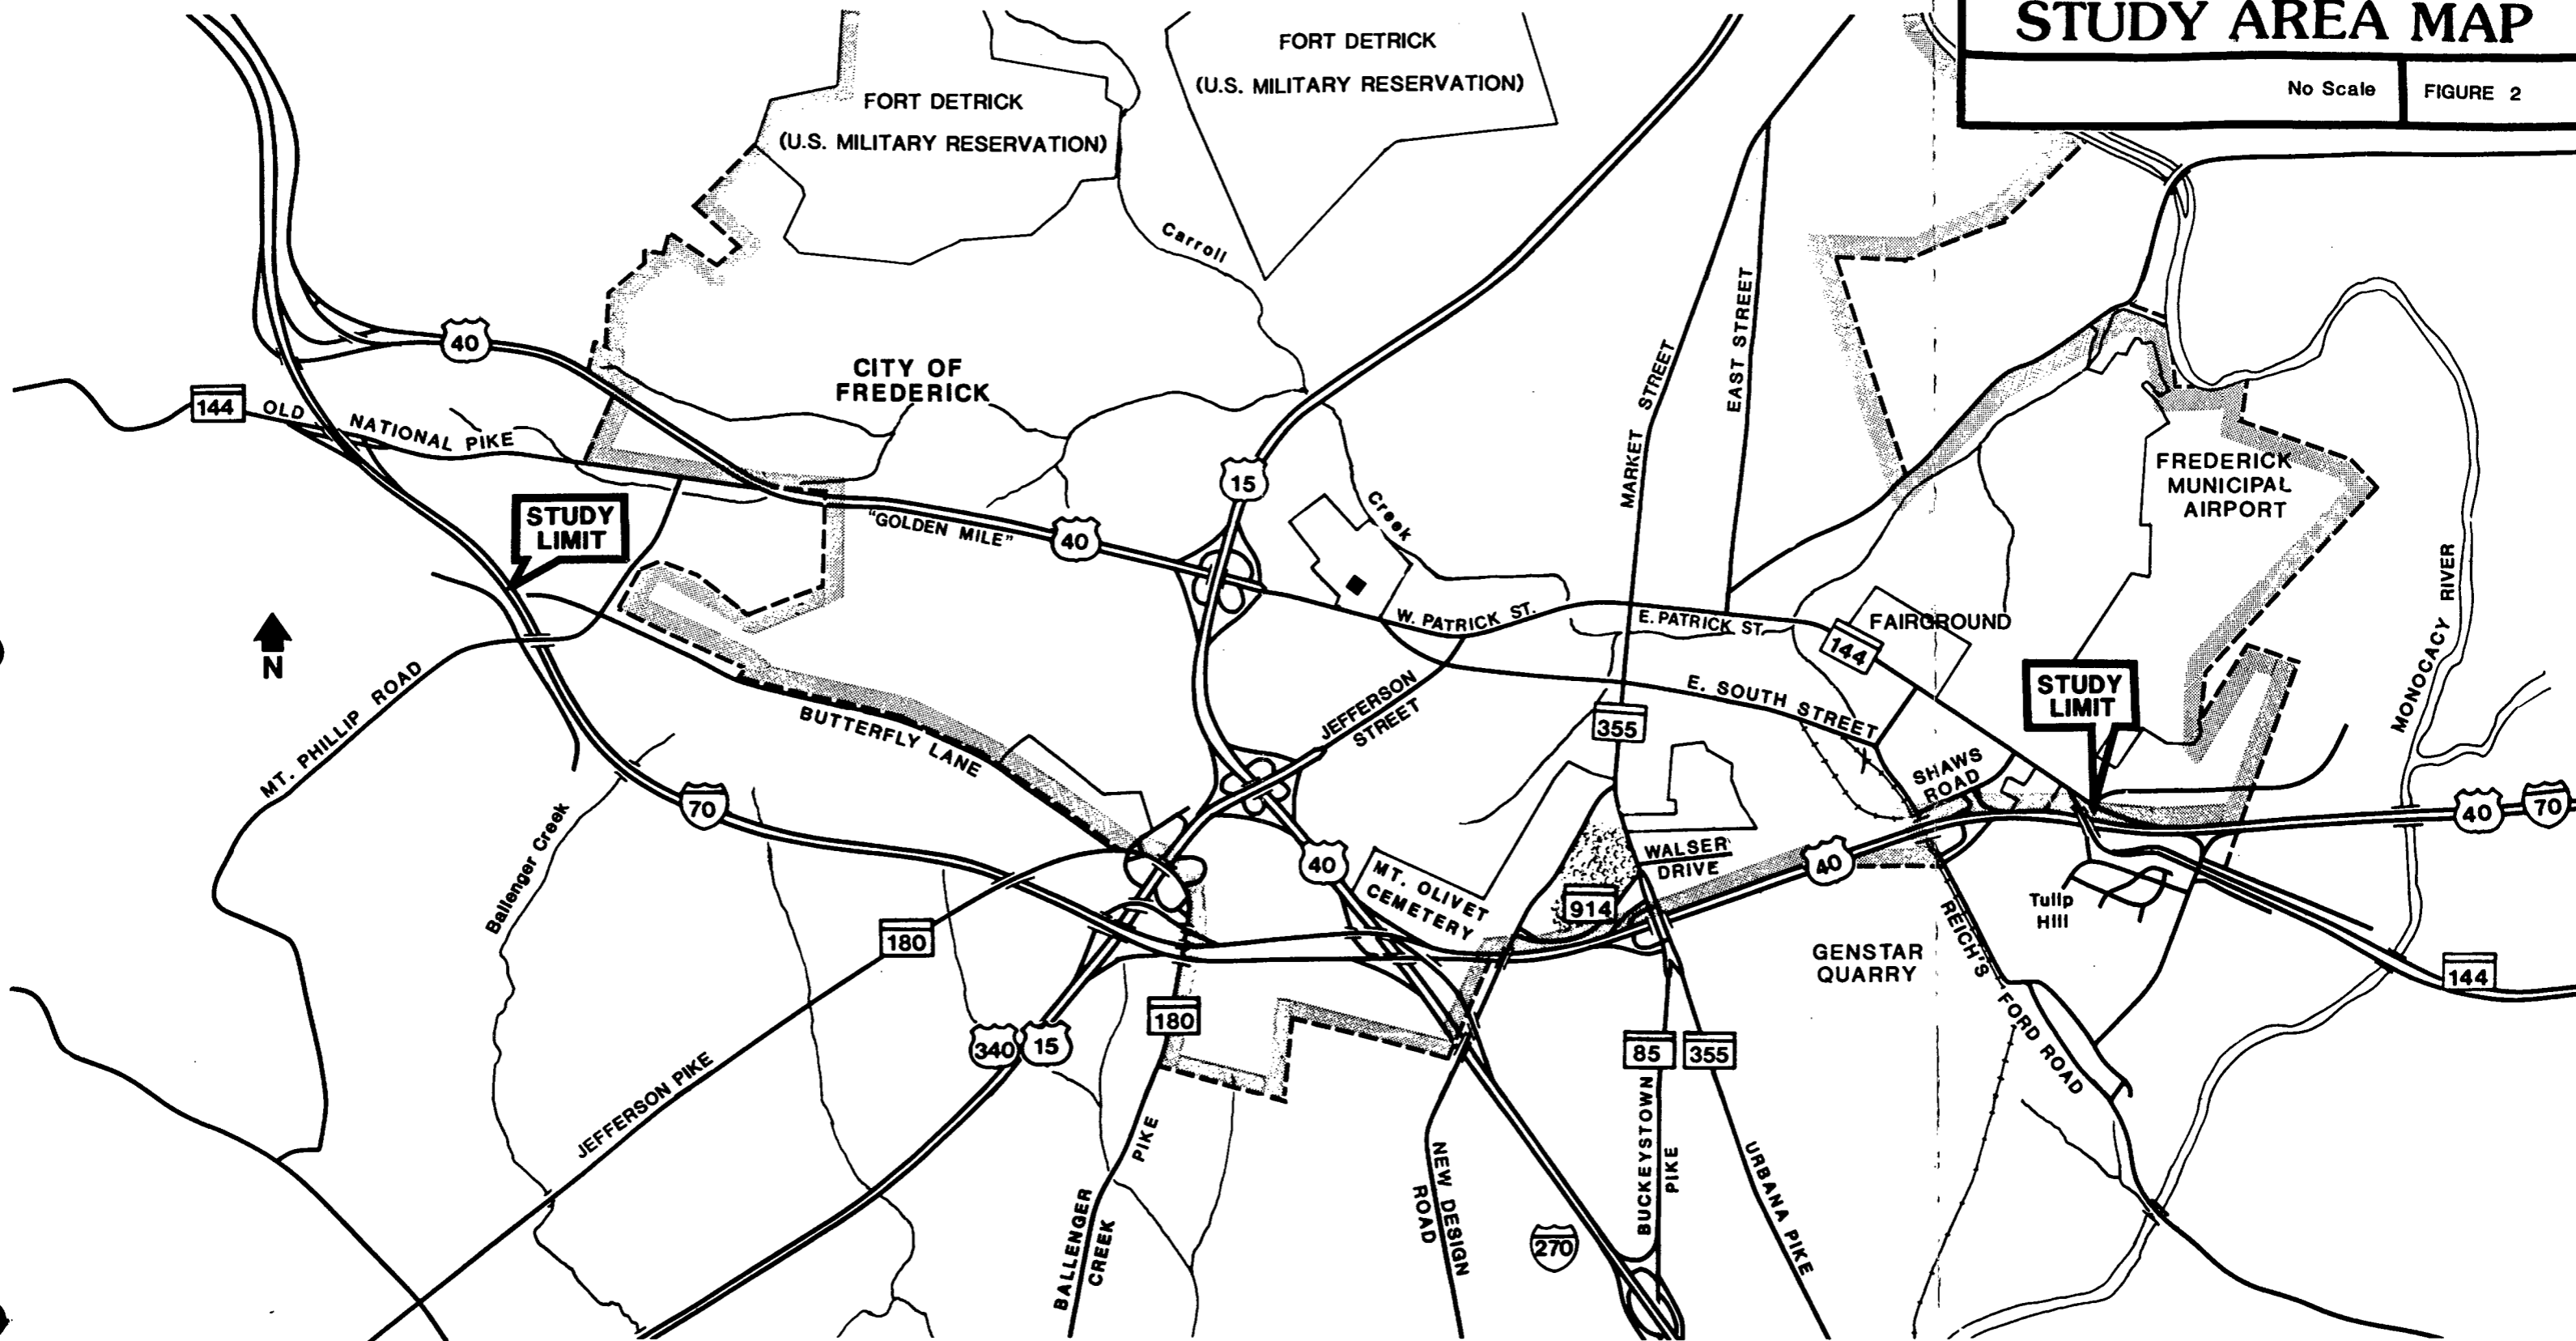 STUDY AREA MAP
No Scale
FIGURE 2
FORT DETRICK
(U.S. MILITARY RESERVATION)
FORT DETRICK
(U.S. MILITARY RESERVATION)
Carroll
40
CITY OF
FREDERICK
144
OLD
NATIONAL PIKE
STUDY
LIMIT
"GOLDEN MILE"
40
15
Creek
MARKET STREET
EAST STREET
FREDERICK
MUNICIPAL
AIRPORT
MONOCACY RIVER
W. PATRICK ST.
E. PATRICK ST.
144
FAIRGROUND
N
MT. PHILLIP ROAD
BUTTERFLY LANE
JEFFERSON
STREET
E. SOUTH STREET
355
STUDY
LIMIT
SHAWS
ROAD
70
40
70
Ballenger Creek
40
MT. OLIVET
CEMETERY
WALSER
DRIVE
40
914
180
Tulip
Hill
GENSTAR
QUARRY
REICH'S FORD ROAD
144
340
15
180
85
355
JEFFERSON PIKE
BALLENGER
CREEK
PIKE
NEW DESIGN
ROAD
BUCKEYSTOWN
PIKE
URBANA PIKE
270